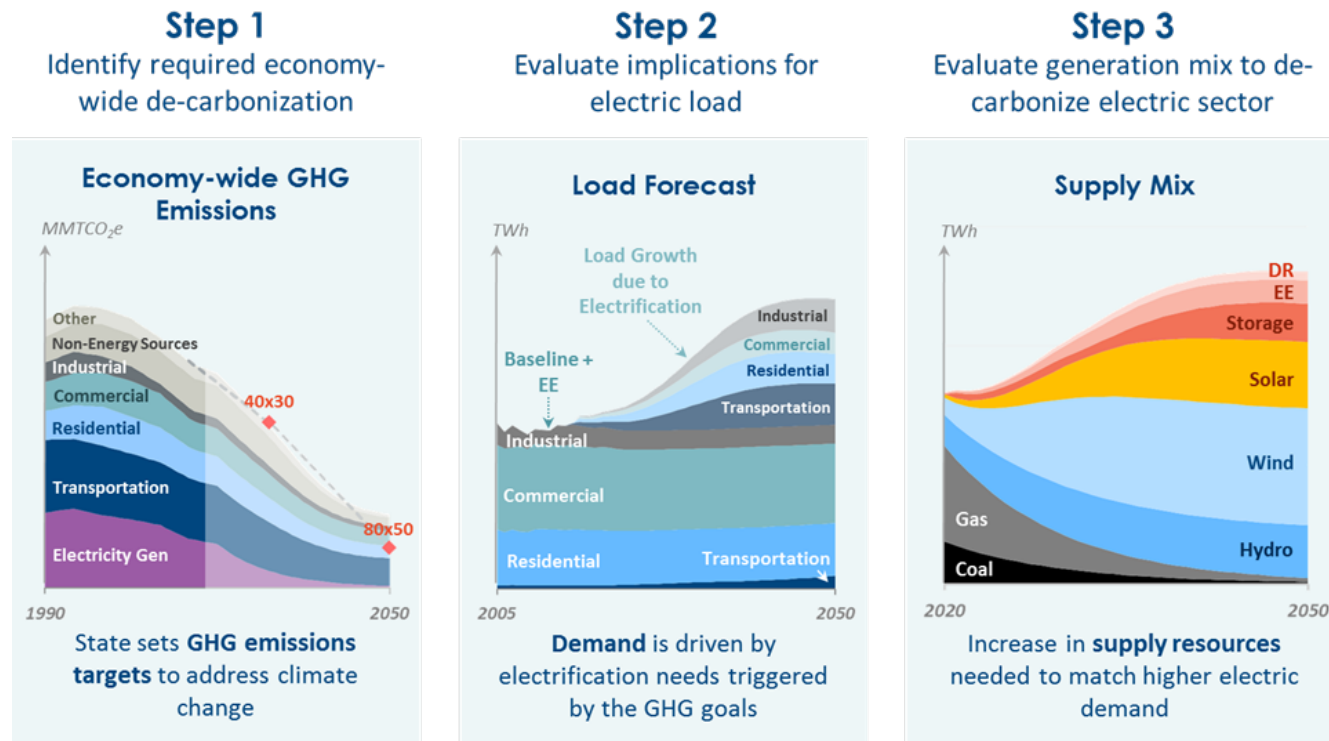 Step 1
Identify required economy-
wide de-carbonization
Economy-wide GHG
Emissions
MMTCO₂e
Other
Non-Energy Sources
Industrial
Commercial
Residential
Transportation
Electricity Gen
40x30
80x50
1990
2050
State sets GHG emissions
targets to address climate
change
Step 2
Evaluate implications for
electric load
Load Forecast
TWh
Load Growth
due to
Electrification
Baseline +
EE
Industrial
Commercial
Residential
Transportation
Industrial
Commercial
Residential
Transportation
2005
2050
Demand is driven by
electrification needs triggered
by the GHG goals
Step 3
Evaluate generation mix to de-
carbonize electric sector
Supply Mix
TWh
DR
EE
Storage
Solar
Wind
Hydro
Gas
Coal
2020
2050
Increase in supply resources
needed to match higher electric
demand